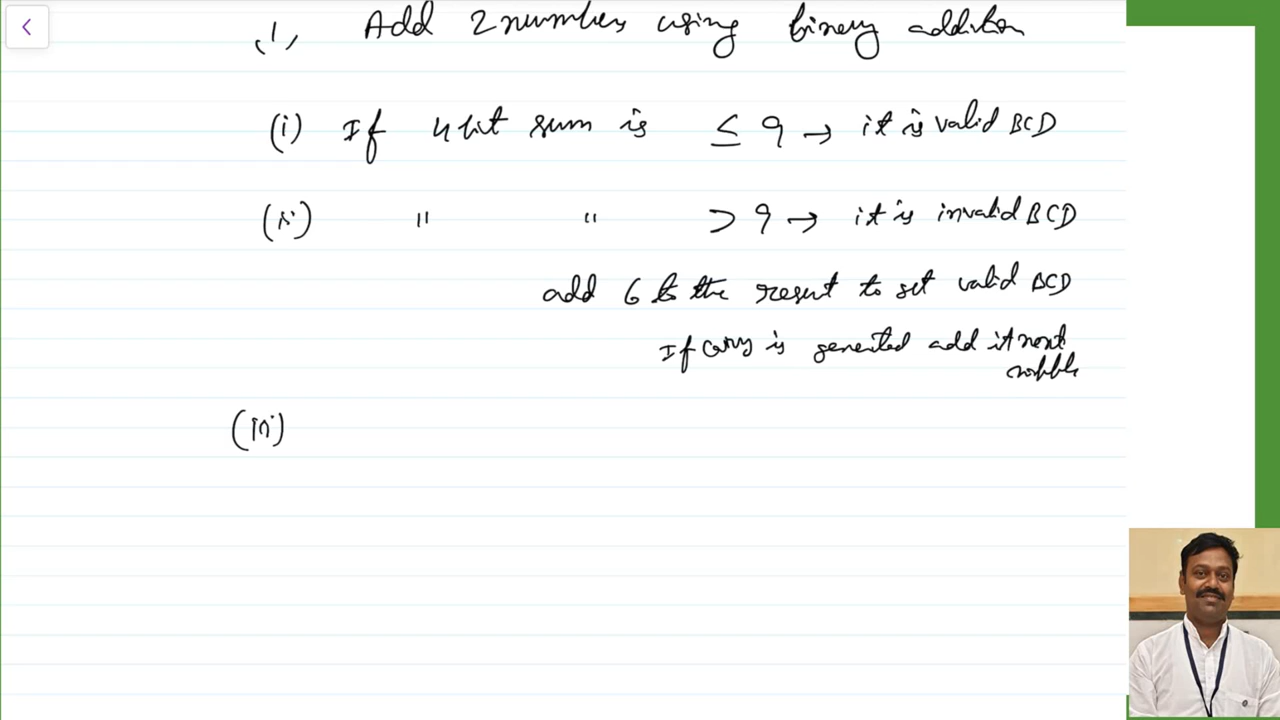 (i) Add 2 numbers using binary addition
(i) If 4 bit sum is ≤ 9 → it is valid BCD
(ii) " " > 9 → it is invalid BCD
add 6 to the result to get valid BCD
If carry is generated add it next
nibble
(iii)